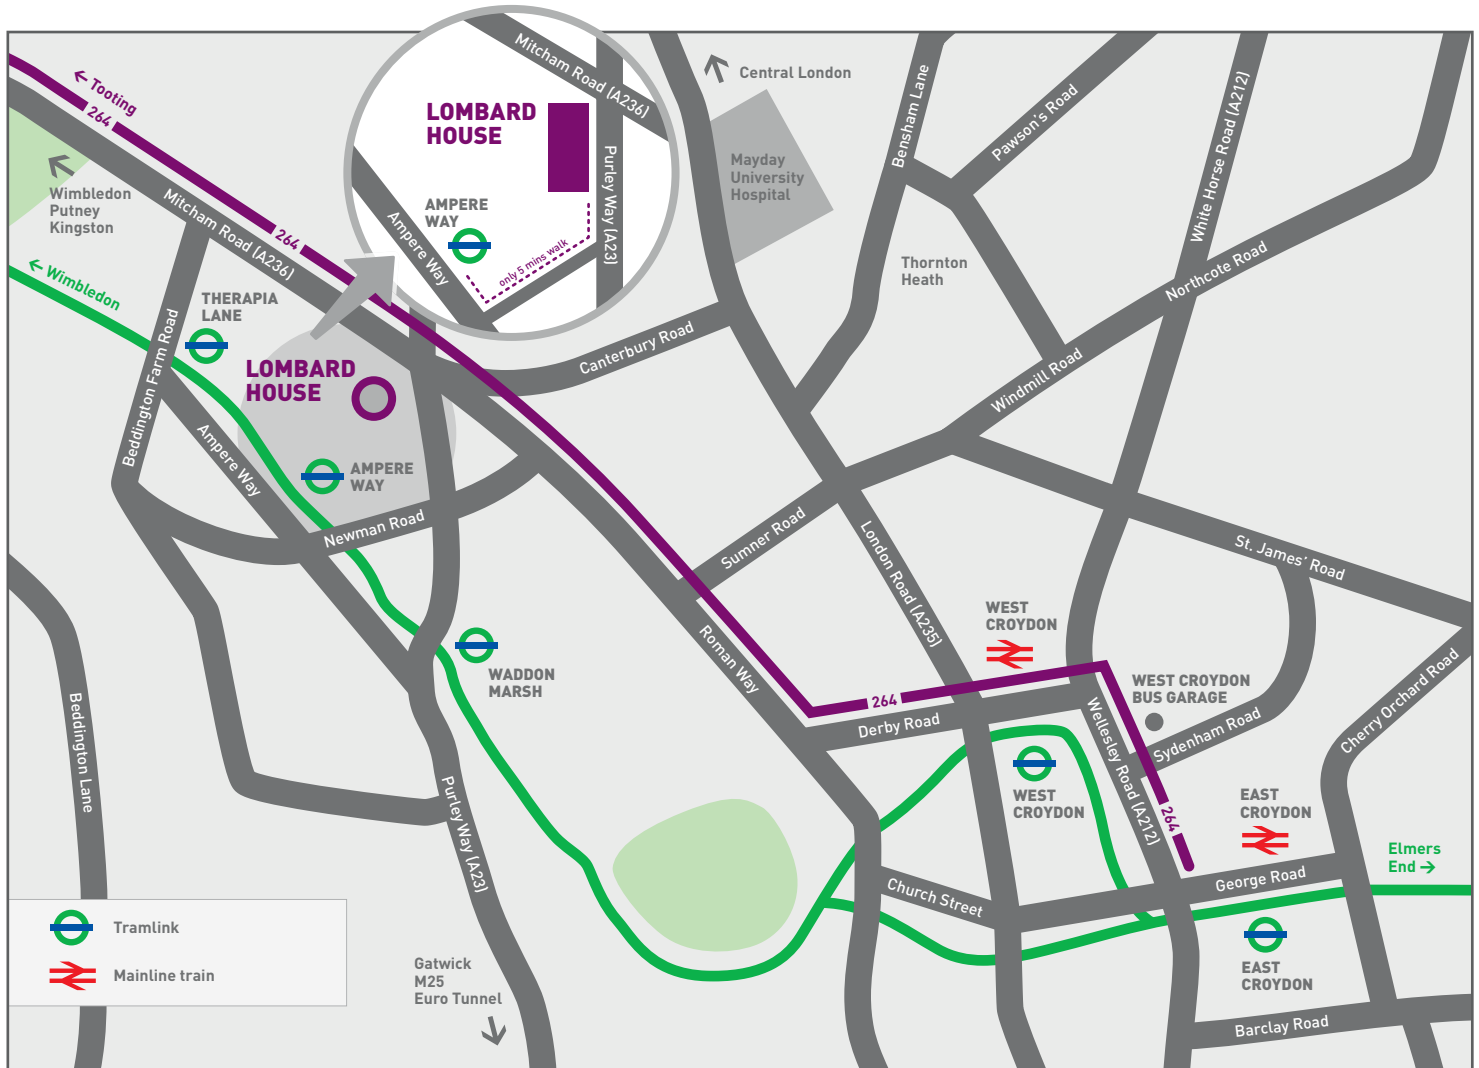 ← Tooting
264
Wimbledon
Putney
Kingston
Mitcham Road (A236)
264
← Wimbledon
Mitcham Road (A236)
LOMBARD
HOUSE
Purley Way (A23)
AMPERE
WAY
Ampere Way
only 5 mins walk
Central London
Mayday
University
Hospital
Bensham Lane
Pawson's Road
White Horse Road (A212)
Thornton
Heath
Northcote Road
Windmill Road
Canterbury Road
THERAPIA
LANE
Beddington Farm Road
LOMBARD
HOUSE
Ampere Way
AMPERE
WAY
Newman Road
Sumner Road
London Road (A235)
St. James' Road
WEST
CROYDON
WADDON
MARSH
Roman Way
264
Derby Road
WEST CROYDON
BUS GARAGE
Sydenham Road
Wellesley Road (A212)
264
Cherry Orchard Road
WEST
CROYDON
EAST
CROYDON
Elmers
End →
George Road
Church Street
Beddington Lane
Purley Way (A23)
Tramlink
Mainline train
Gatwick
M25
Euro Tunnel
EAST
CROYDON
Barclay Road